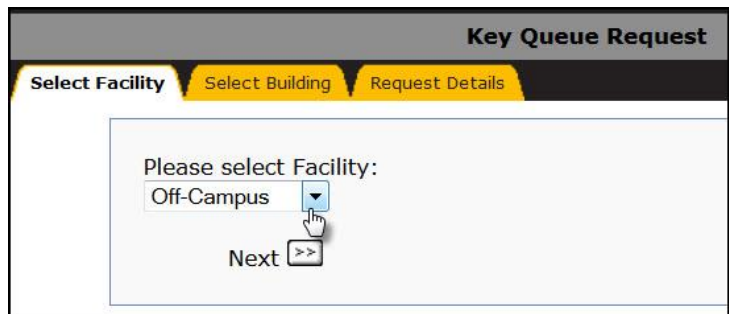 Key Queue Request
Select Facility Select Building Request Details
Please select Facility:
Off-Campus
Next >>